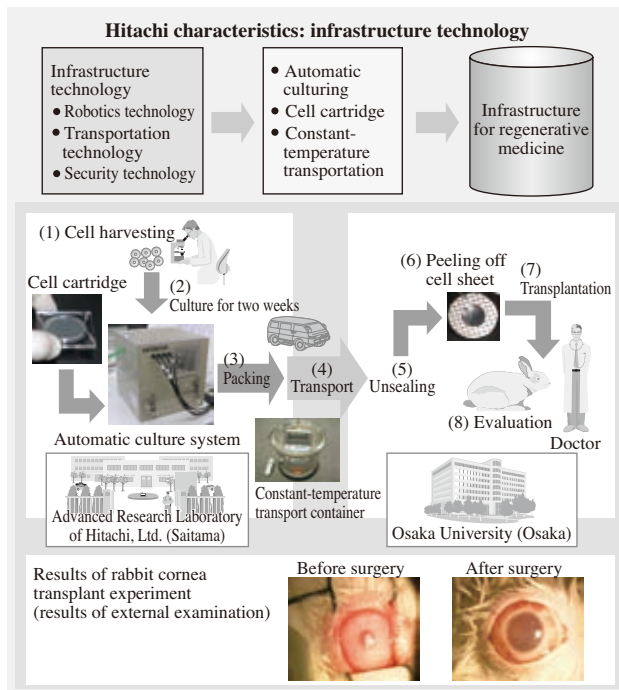 Hitachi characteristics: infrastructure technology
Infrastructure
technology
• Robotics technology
• Transportation
technology
• Security technology
• Automatic
culturing
• Cell cartridge
• Constant-
temperature
transportation
Infrastructure
for regenerative
medicine
(1) Cell harvesting
Cell cartridge
(2)
Culture for two weeks
(3)
Packing
(4)
Transport
(5)
Unsealing
(6) Peeling off
cell sheet
(7)
Transplantation
(8) Evaluation
Doctor
Automatic culture system
Constant-temperature
transport container
Advanced Research Laboratory
of Hitachi, Ltd. (Saitama)
Osaka University (Osaka)
Results of rabbit cornea
transplant experiment
(results of external examination)
Before surgery
After surgery